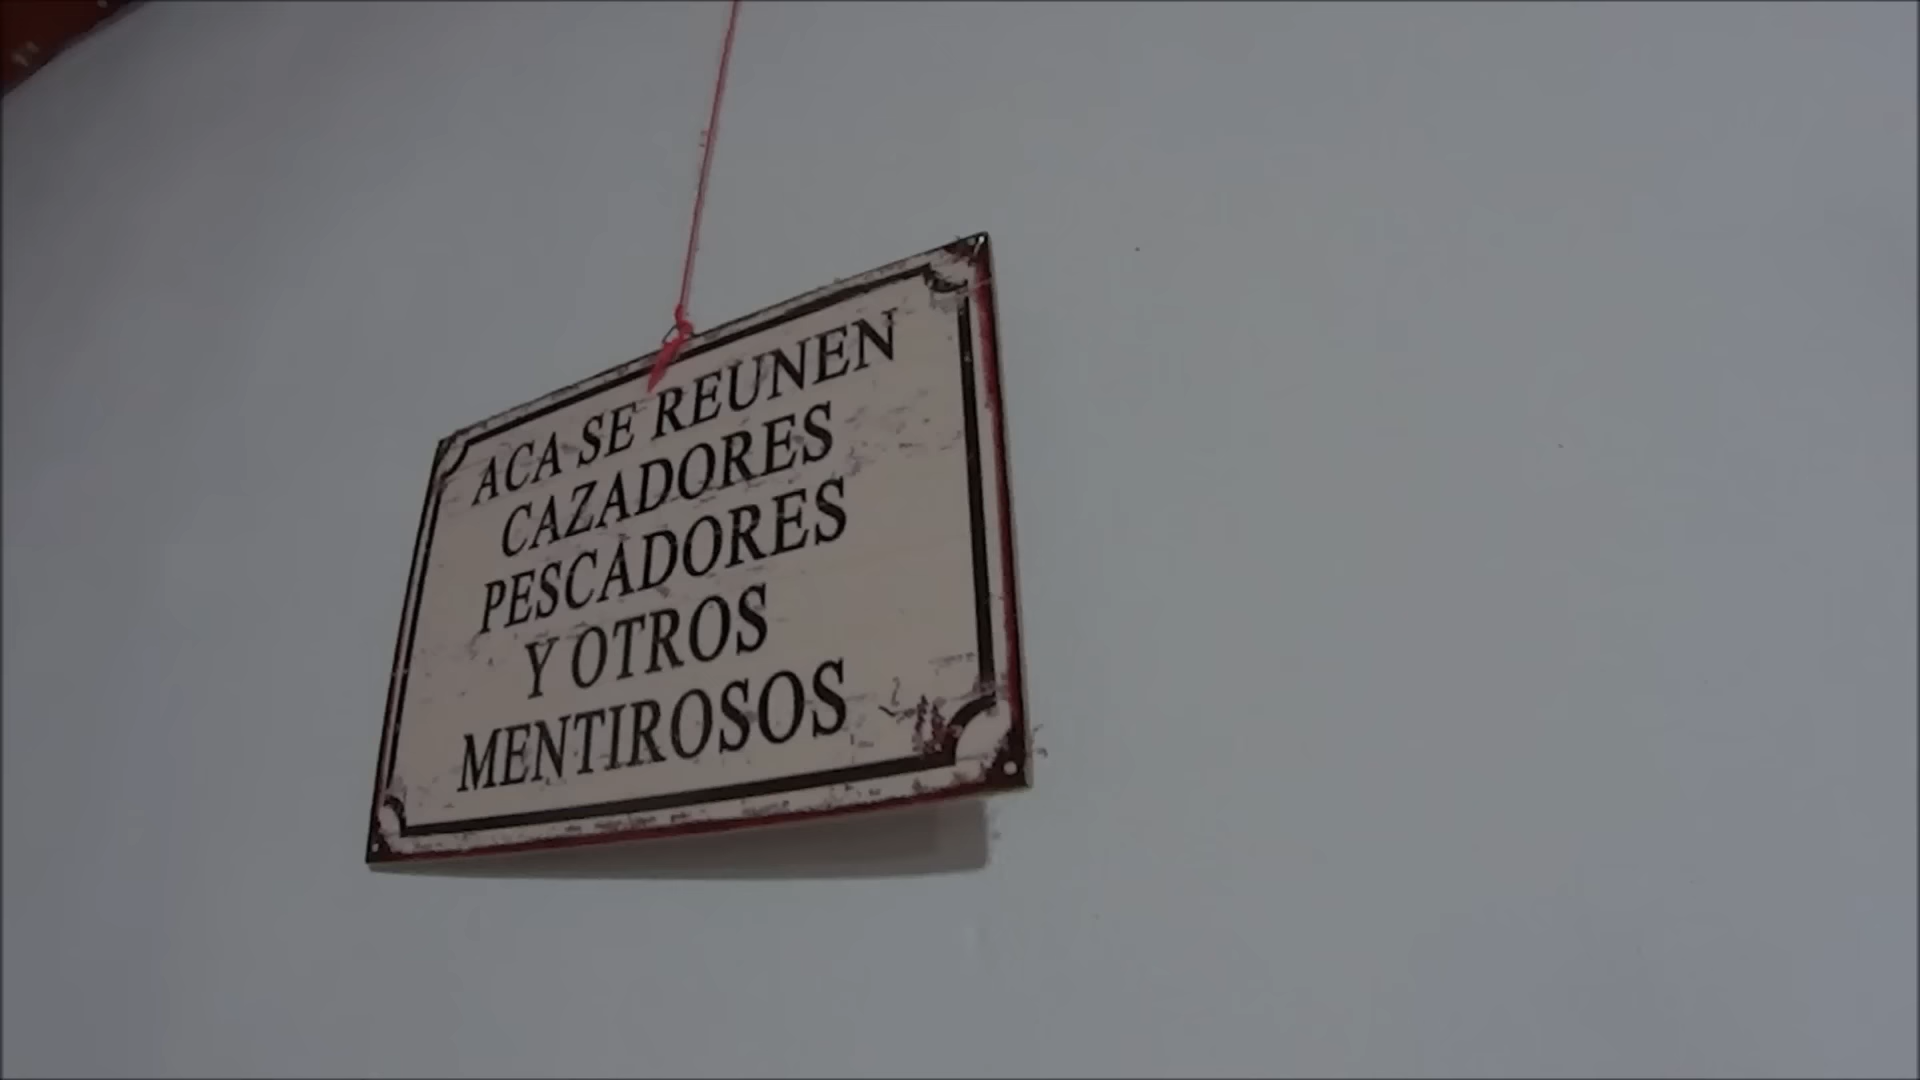 ACA SE REUNEN
CAZADORES
PESCADORES
Y OTROS
MENTIROSOS